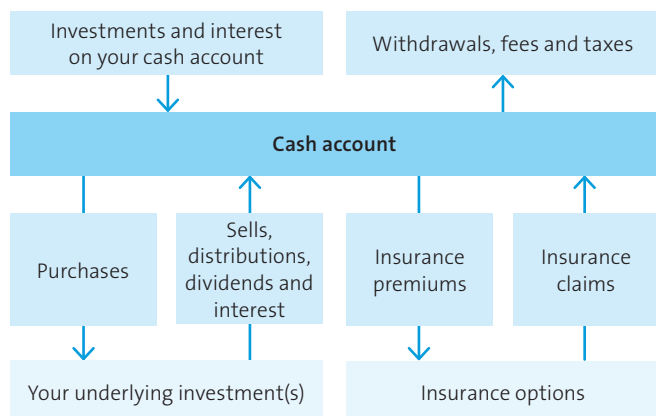 Investments and interest
on your cash account
Withdrawals, fees and taxes
Cash account
Purchases
Sells,
distributions,
dividends and
interest
Insurance
premiums
Insurance
claims
Your underlying investment(s)
Insurance options